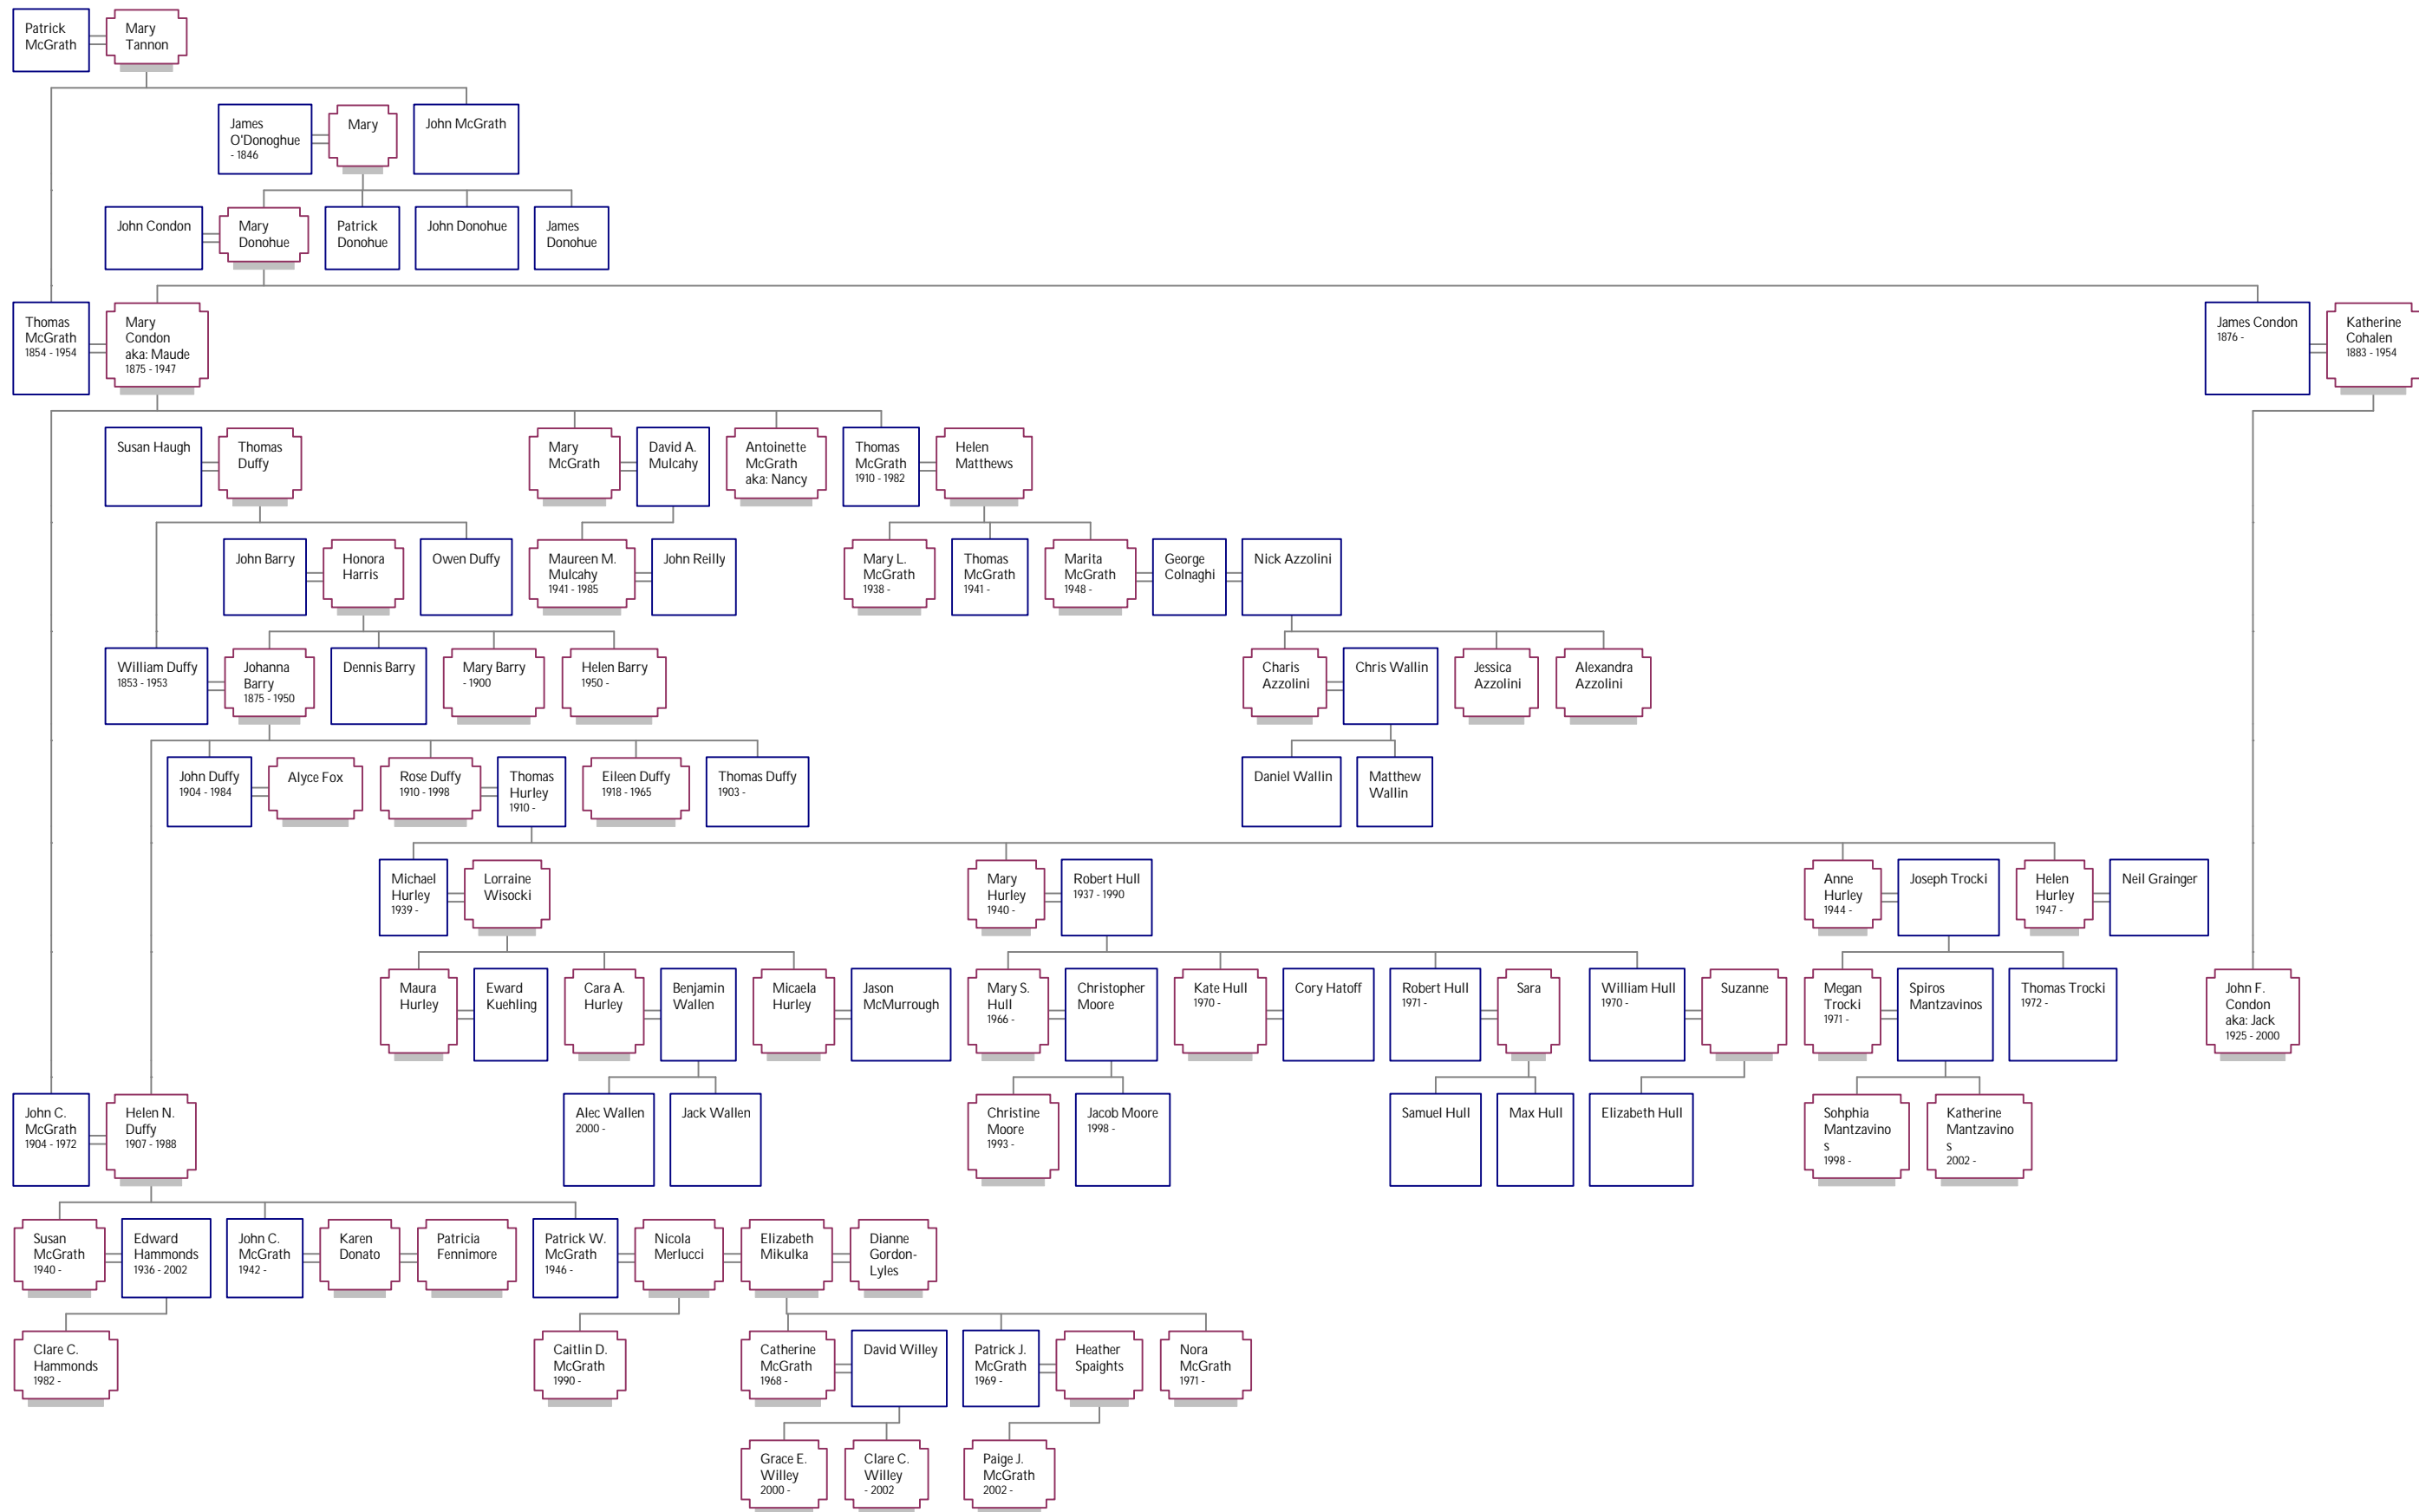 Patrick
McGrath
Mary
Tannon
James
O'Donoghue
- 1846
Mary
John McGrath
John Condon
Mary
Donohue
Patrick
Donohue
John Donohue
James
Donohue
Thomas
McGrath
1854 - 1954
Mary
Condon
aka: Maude
1875 - 1947
James Condon
1876 -
Katherine
Cohalen
1883 - 1954
Susan Haugh
Thomas
Duffy
Mary
McGrath
David A.
Mulcahy
Antoinette
McGrath
aka: Nancy
Thomas
McGrath
1910 - 1982
Helen
Matthews
John Barry
Honora
Harris
Owen Duffy
Maureen M.
Mulcahy
1941 - 1985
John Reilly
Mary L.
McGrath
1938 -
Thomas
McGrath
1941 -
Marita
McGrath
1948 -
George
Colnaghi
Nick Azzolini
William Duffy
1853 - 1953
Johanna
Barry
1875 - 1950
Dennis Barry
Mary Barry
- 1900
Helen Barry
1950 -
Charis
Azzolini
Chris Wallin
Jessica
Azzolini
Alexandra
Azzolini
John Duffy
1904 - 1984
Alyce Fox
Rose Duffy
1910 - 1998
Thomas
Hurley
1910 -
Eileen Duffy
1918 - 1965
Thomas Duffy
1903 -
Daniel Wallin
Matthew
Wallin
Michael
Hurley
1939 -
Lorraine
Wisocki
Mary
Hurley
1940 -
Robert Hull
1937 - 1990
Anne
Hurley
1944 -
Joseph Trocki
Helen
Hurley
1947 -
Neil Grainger
Maura
Hurley
Eward
Kuehling
Cara A.
Hurley
Benjamin
Wallen
Micaela
Hurley
Jason
McMurrough
Mary S.
Hull
1966 -
Christopher
Moore
Kate Hull
1970 -
Cory Hatoff
Robert Hull
1971 -
Sara
William Hull
1970 -
Suzanne
Megan
Trocki
1971 -
Spiros
Mantzavinos
Thomas Trocki
1972 -
John F.
Condon
aka: Jack
1925 - 2000
John C.
McGrath
1904 - 1972
Helen N.
Duffy
1907 - 1988
Alec Wallen
2000 -
Jack Wallen
Christine
Moore
1993 -
Jacob Moore
1998 -
Samuel Hull
Max Hull
Elizabeth Hull
Sohphia
Mantzavino
s
1998 -
Katherine
Mantzavino
s
2002 -
Susan
McGrath
1940 -
Edward
Hammonds
1936 - 2002
John C.
McGrath
1942 -
Karen
Donato
Patricia
Fennimore
Patrick W.
McGrath
1946 -
Nicola
Merlucci
Elizabeth
Mikulka
Dianne
Gordon-
Lyles
Clare C.
Hammonds
1982 -
Caitlin D.
McGrath
1990 -
Catherine
McGrath
1968 -
David Willey
Patrick J.
McGrath
1969 -
Heather
Spaights
Nora
McGrath
1971 -
Grace E.
Willey
2000 -
Clare C.
Willey
- 2002
Paige J.
McGrath
2002 -